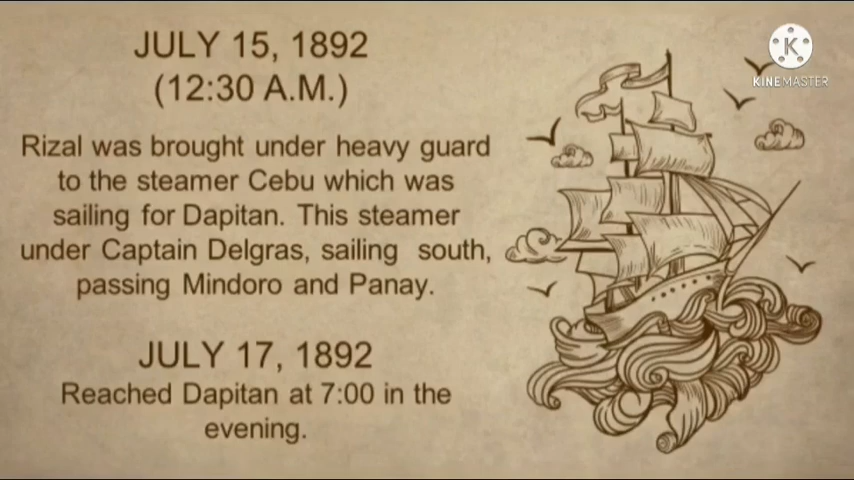 JULY 15, 1892
(12:30 A.M.)
Rizal was brought under heavy guard
to the steamer Cebu which was
sailing for Dapitan. This steamer
under Captain Delgras, sailing south,
passing Mindoro and Panay.
JULY 17, 1892
Reached Dapitan at 7:00 in the
evening.
K
KINEMASTER